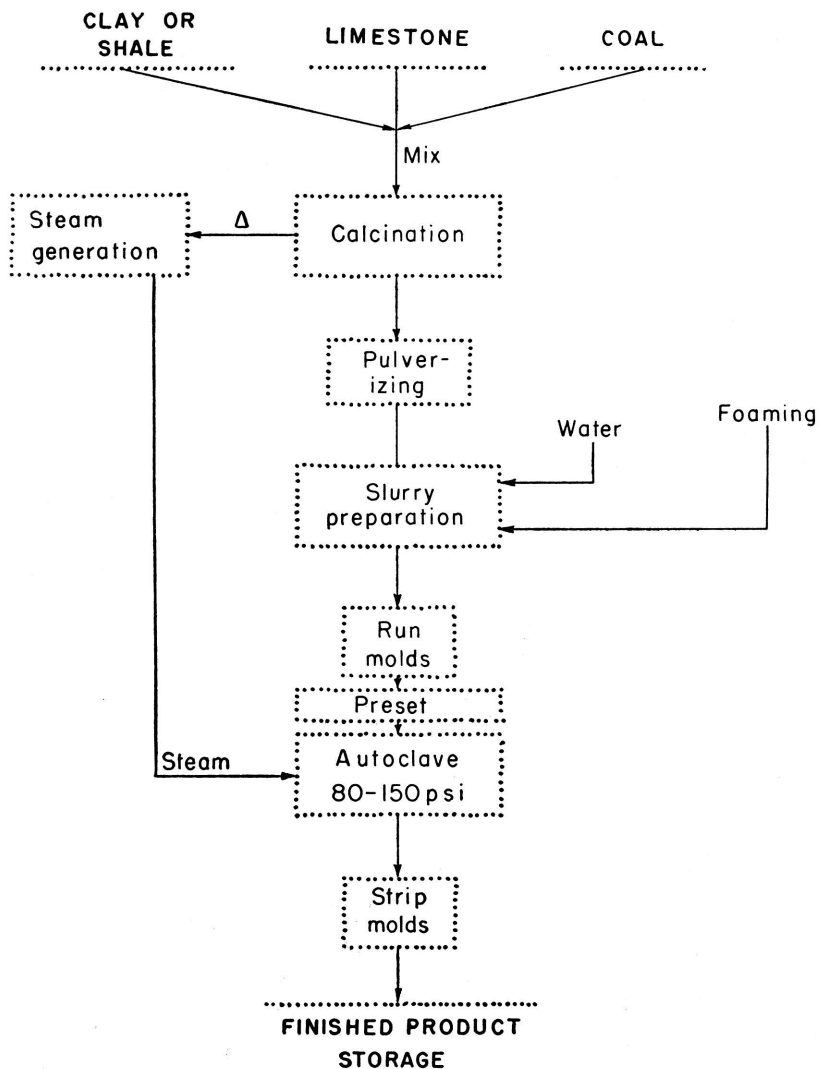 CLAY OR
SHALE
LIMESTONE
COAL
Mix
Steam
generation
Δ
Calcination
Pulver-
izing
Water
Foaming
Slurry
preparation
Run
molds
Preset
Steam
Autoclave
80-150 psi
Strip
molds
FINISHED PRODUCT
STORAGE